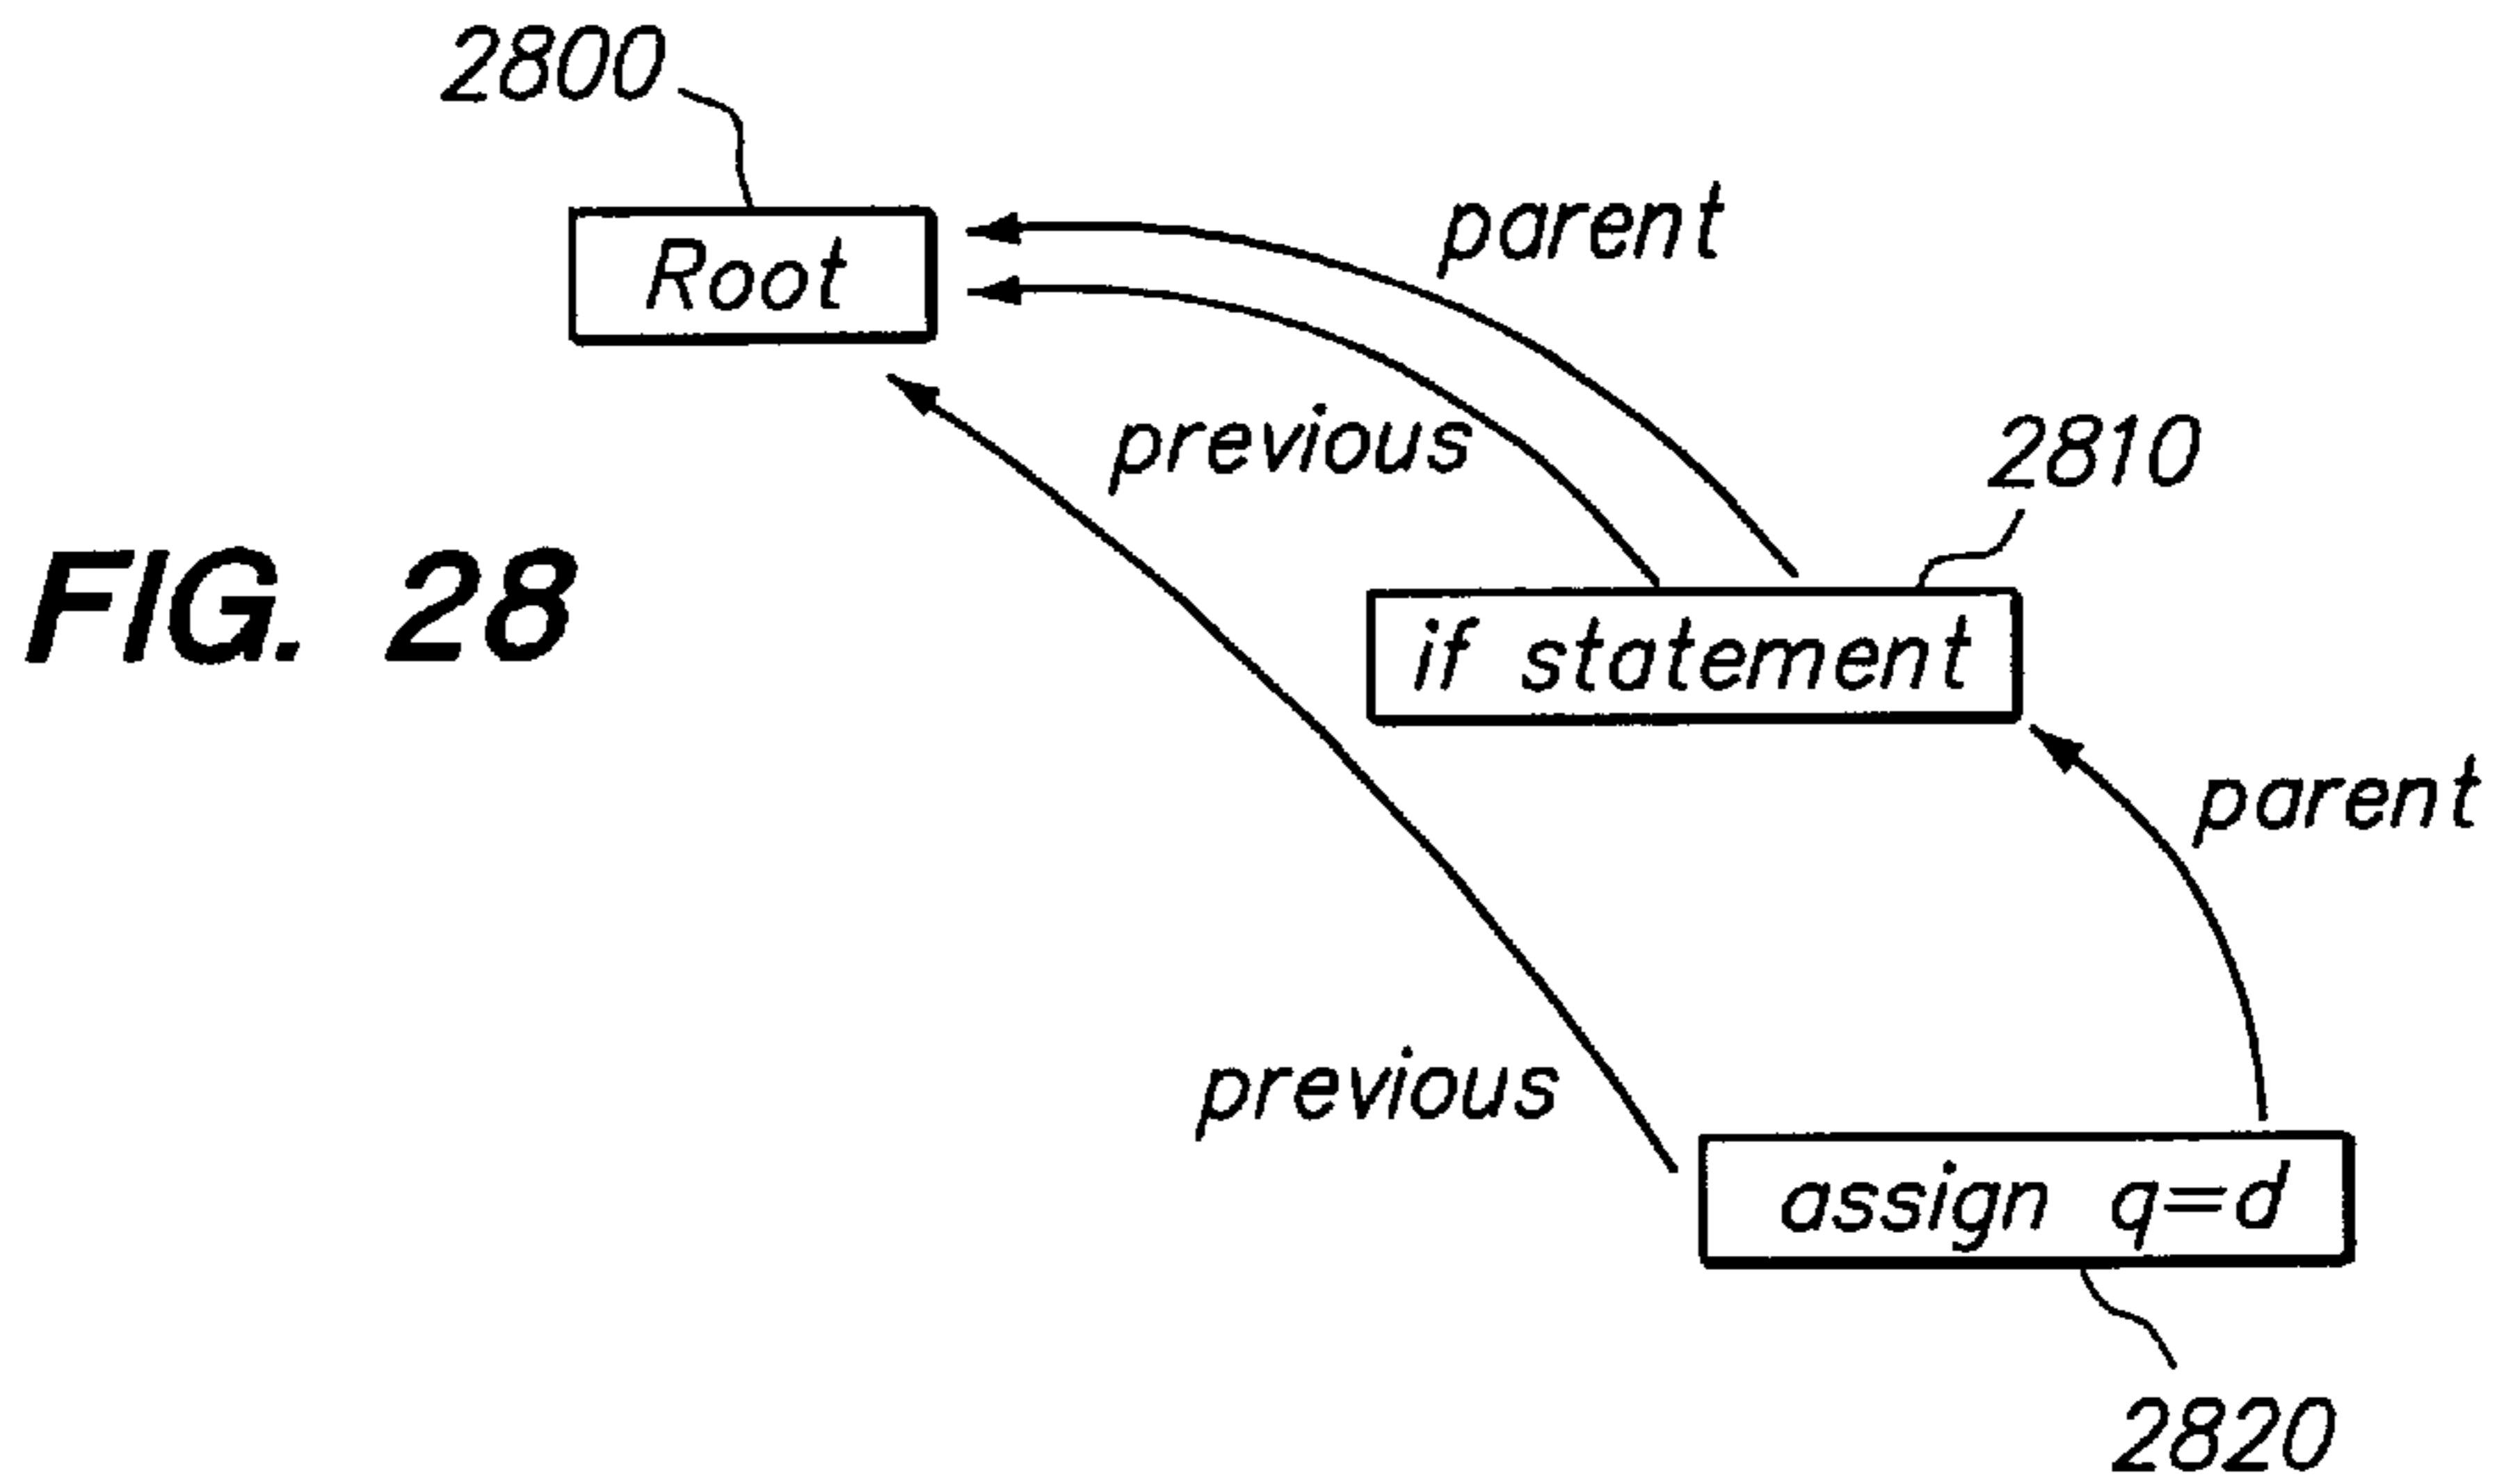 2800
Root
parent
previous
2810
FIG. 28
if statement
parent
previous
assign q=d
2820